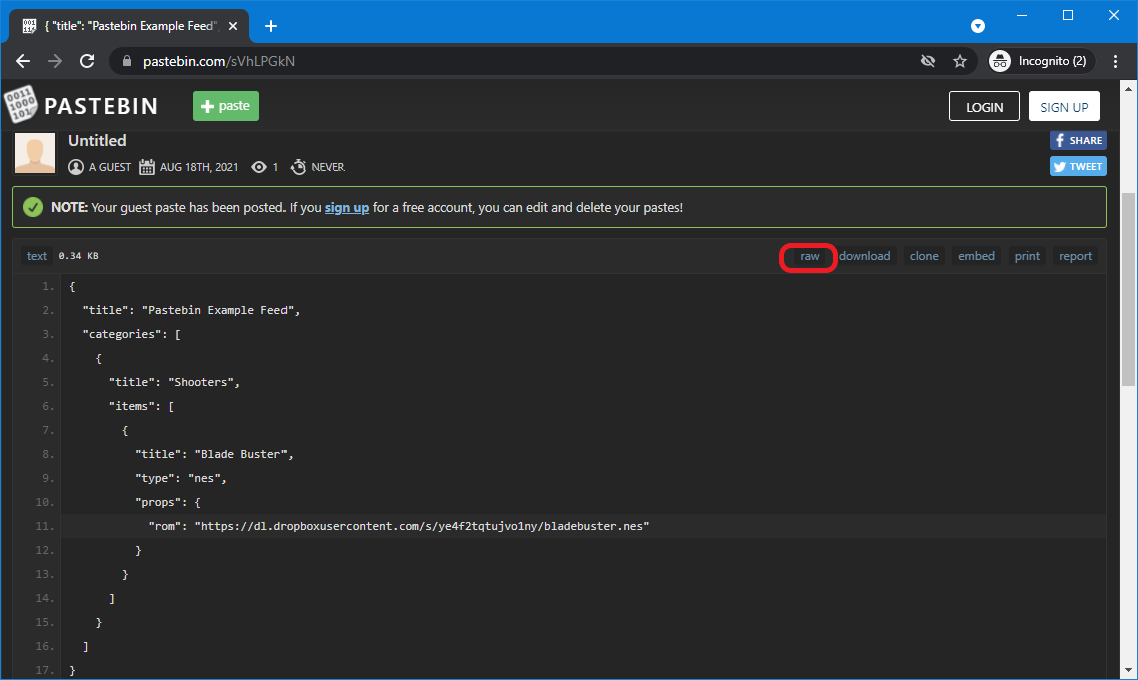 { "title": "Pastebin Example Feed",
pastebin.com/sVhLPGkN
Incognito (2)
0011
1000
101
PASTEBIN
paste
LOGIN
SIGN UP
Untitled
SHARE
A GUEST
AUG 18TH, 2021
1
NEVER
TWEET
NOTE: Your guest paste has been posted. If you sign up for a free account, you can edit and delete your pastes!
text 0.34 KB
raw download clone embed print report
1. {
2. "title": "Pastebin Example Feed",
3. "categories": [
4. {
5. "title": "Shooters",
6. "items": [
7. {
8. "title": "Blade Buster",
9. "type": "nes",
10. "props": {
11. "rom": "https://dl.dropboxusercontent.com/s/ye4f2tqtujvo1ny/bladebuster.nes"
12. }
13. }
14. ]
15. }
16. ]
17. }